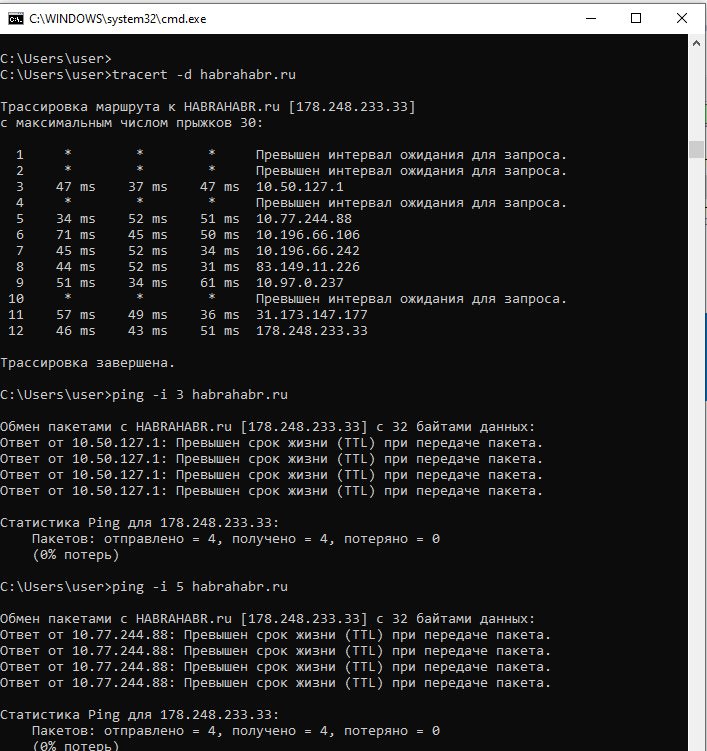 C:\WINDOWS\system32\cmd.exe
C:\Users\user>
C:\Users\user>tracert -d habrahabr.ru
Трассировка маршрута к HABRAHABR.ru [178.248.233.33]
с максимальным числом прыжков 30:
1 * * * Превышен интервал ожидания для запроса.
2 * * * Превышен интервал ожидания для запроса.
3 47 ms 37 ms 47 ms 10.50.127.1
4 * * * Превышен интервал ожидания для запроса.
5 34 ms 52 ms 51 ms 10.77.244.88
6 71 ms 45 ms 50 ms 10.196.66.106
7 45 ms 52 ms 34 ms 10.196.66.242
8 44 ms 52 ms 31 ms 83.149.11.226
9 51 ms 34 ms 61 ms 10.97.0.237
10 * * * Превышен интервал ожидания для запроса.
11 57 ms 49 ms 36 ms 31.173.147.177
12 46 ms 43 ms 51 ms 178.248.233.33
Трассировка завершена.
C:\Users\user>ping -i 3 habrahabr.ru
Обмен пакетами с HABRAHABR.ru [178.248.233.33] с 32 байтами данных:
Ответ от 10.50.127.1: Превышен срок жизни (TTL) при передаче пакета.
Ответ от 10.50.127.1: Превышен срок жизни (TTL) при передаче пакета.
Ответ от 10.50.127.1: Превышен срок жизни (TTL) при передаче пакета.
Ответ от 10.50.127.1: Превышен срок жизни (TTL) при передаче пакета.
Статистика Ping для 178.248.233.33:
Пакетов: отправлено = 4, получено = 4, потеряно = 0
(0% потерь)
C:\Users\user>ping -i 5 habrahabr.ru
Обмен пакетами с HABRAHABR.ru [178.248.233.33] с 32 байтами данных:
Ответ от 10.77.244.88: Превышен срок жизни (TTL) при передаче пакета.
Ответ от 10.77.244.88: Превышен срок жизни (TTL) при передаче пакета.
Ответ от 10.77.244.88: Превышен срок жизни (TTL) при передаче пакета.
Ответ от 10.77.244.88: Превышен срок жизни (TTL) при передаче пакета.
Статистика Ping для 178.248.233.33:
Пакетов: отправлено = 4, получено = 4, потеряно = 0
(0% потерь)